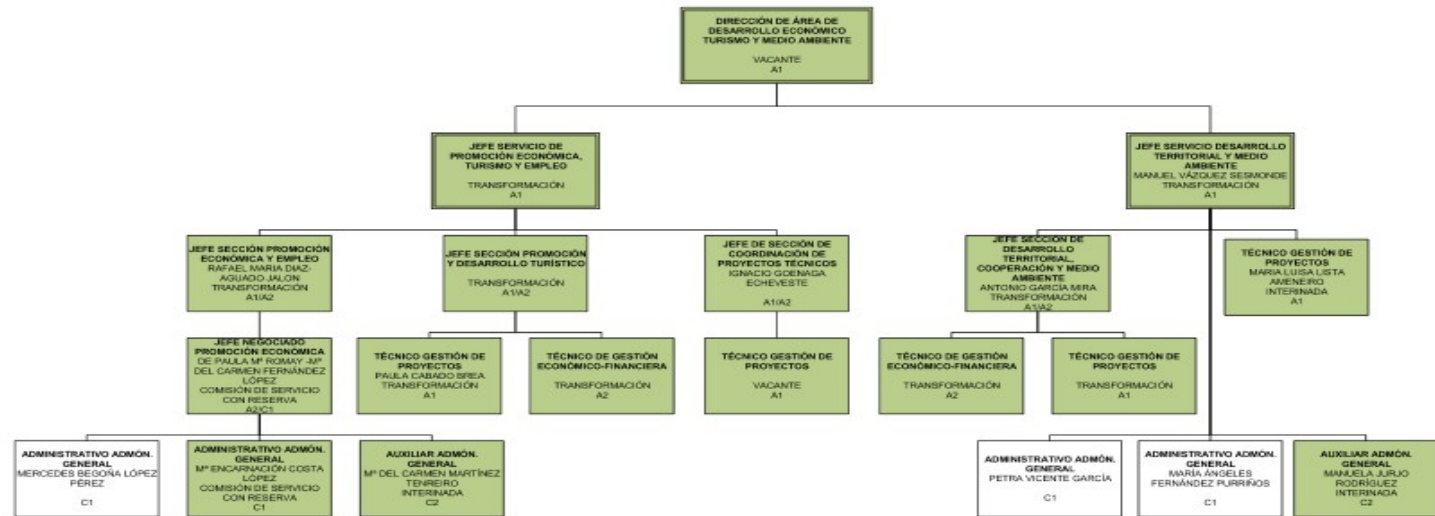 DIRECCIÓN DE ÁREA DE
DESARROLLO ECONÓMICO
TURISMO Y MEDIO AMBIENTE
VACANTE
A1
JEFE SERVICIO DE
PROMOCIÓN ECONÓMICA,
TURISMO Y EMPLEO
TRANSFORMACIÓN
A1
JEFE SERVICIO DESARROLLO
TERRITORIAL Y MEDIO
AMBIENTE
MANUEL VÁZQUEZ SESMONDE
TRANSFORMACIÓN
A1
JEFE SECCIÓN PROMOCIÓN
ECONÓMICA Y EMPLEO
RAFAEL MARIA DIAZ-
AGUADO JALON
TRANSFORMACIÓN
A1/A2
JEFE SECCIÓN PROMOCIÓN
Y DESARROLLO TURÍSTICO
TRANSFORMACIÓN
A1/A2
JEFE DE SECCIÓN DE
COORDINACIÓN DE
PROYECTOS TÉCNICOS
IGNACIO GOENAGA
ECHEVESTE
A1/A2
JEFE SECCION DE
DESARROLLO
TERRITORIAL,
COOPERACIÓN Y MEDIO
AMBIENTE
ANTONIO GARCÍA MIRA
TRANSFORMACIÓN
A1/A2
TÉCNICO GESTIÓN DE
PROYECTOS
MARIA LUISA LISTA
AMENEIRO
INTERINADA
A1
JEFE NEGOCIADO
PROMOCIÓN ECONÓMICA
DE PAULA Mª ROMAY -Mª
DEL CARMEN FERNÁNDEZ
LÓPEZ
COMISIÓN DE SERVICIO
CON RESERVA
A2/C1
TÉCNICO GESTIÓN DE
PROYECTOS
PAULA CABADO BREA
TRANSFORMACIÓN
A1
TÉCNICO DE GESTIÓN
ECONÓMICO-FINANCIERA
TRANSFORMACIÓN
A2
TÉCNICO GESTIÓN DE
PROYECTOS
VACANTE
A1
TÉCNICO DE GESTIÓN
ECONÓMICO-FINANCIERA
TRANSFORMACIÓN
A2
TÉCNICO GESTIÓN DE
PROYECTOS
TRANSFORMACIÓN
A1
ADMINISTRATIVO ADMÓN.
GENERAL
MERCEDES BEGOÑA LÓPEZ
PÉREZ
C1
ADMINISTRATIVO ADMÓN.
GENERAL
Mª ENCARNACIÓN COSTA
LÓPEZ
COMISIÓN DE SERVICIO
CON RESERVA
C1
AUXILIAR ADMÓN.
GENERAL
Mª DEL CARMEN MARTÍNEZ
TENREIRO
INTERINADA
C2
ADMINISTRATIVO ADMÓN.
GENERAL
PETRA VICENTE GARCÍA
C1
ADMINISTRATIVO ADMÓN.
GENERAL
MARÍA ÁNGELES
FERNÁNDEZ PURRIÑOS
C1
AUXILIAR ADMÓN.
GENERAL
MANUELA JURJO
RODRÍGUEZ
INTERINADA
C2